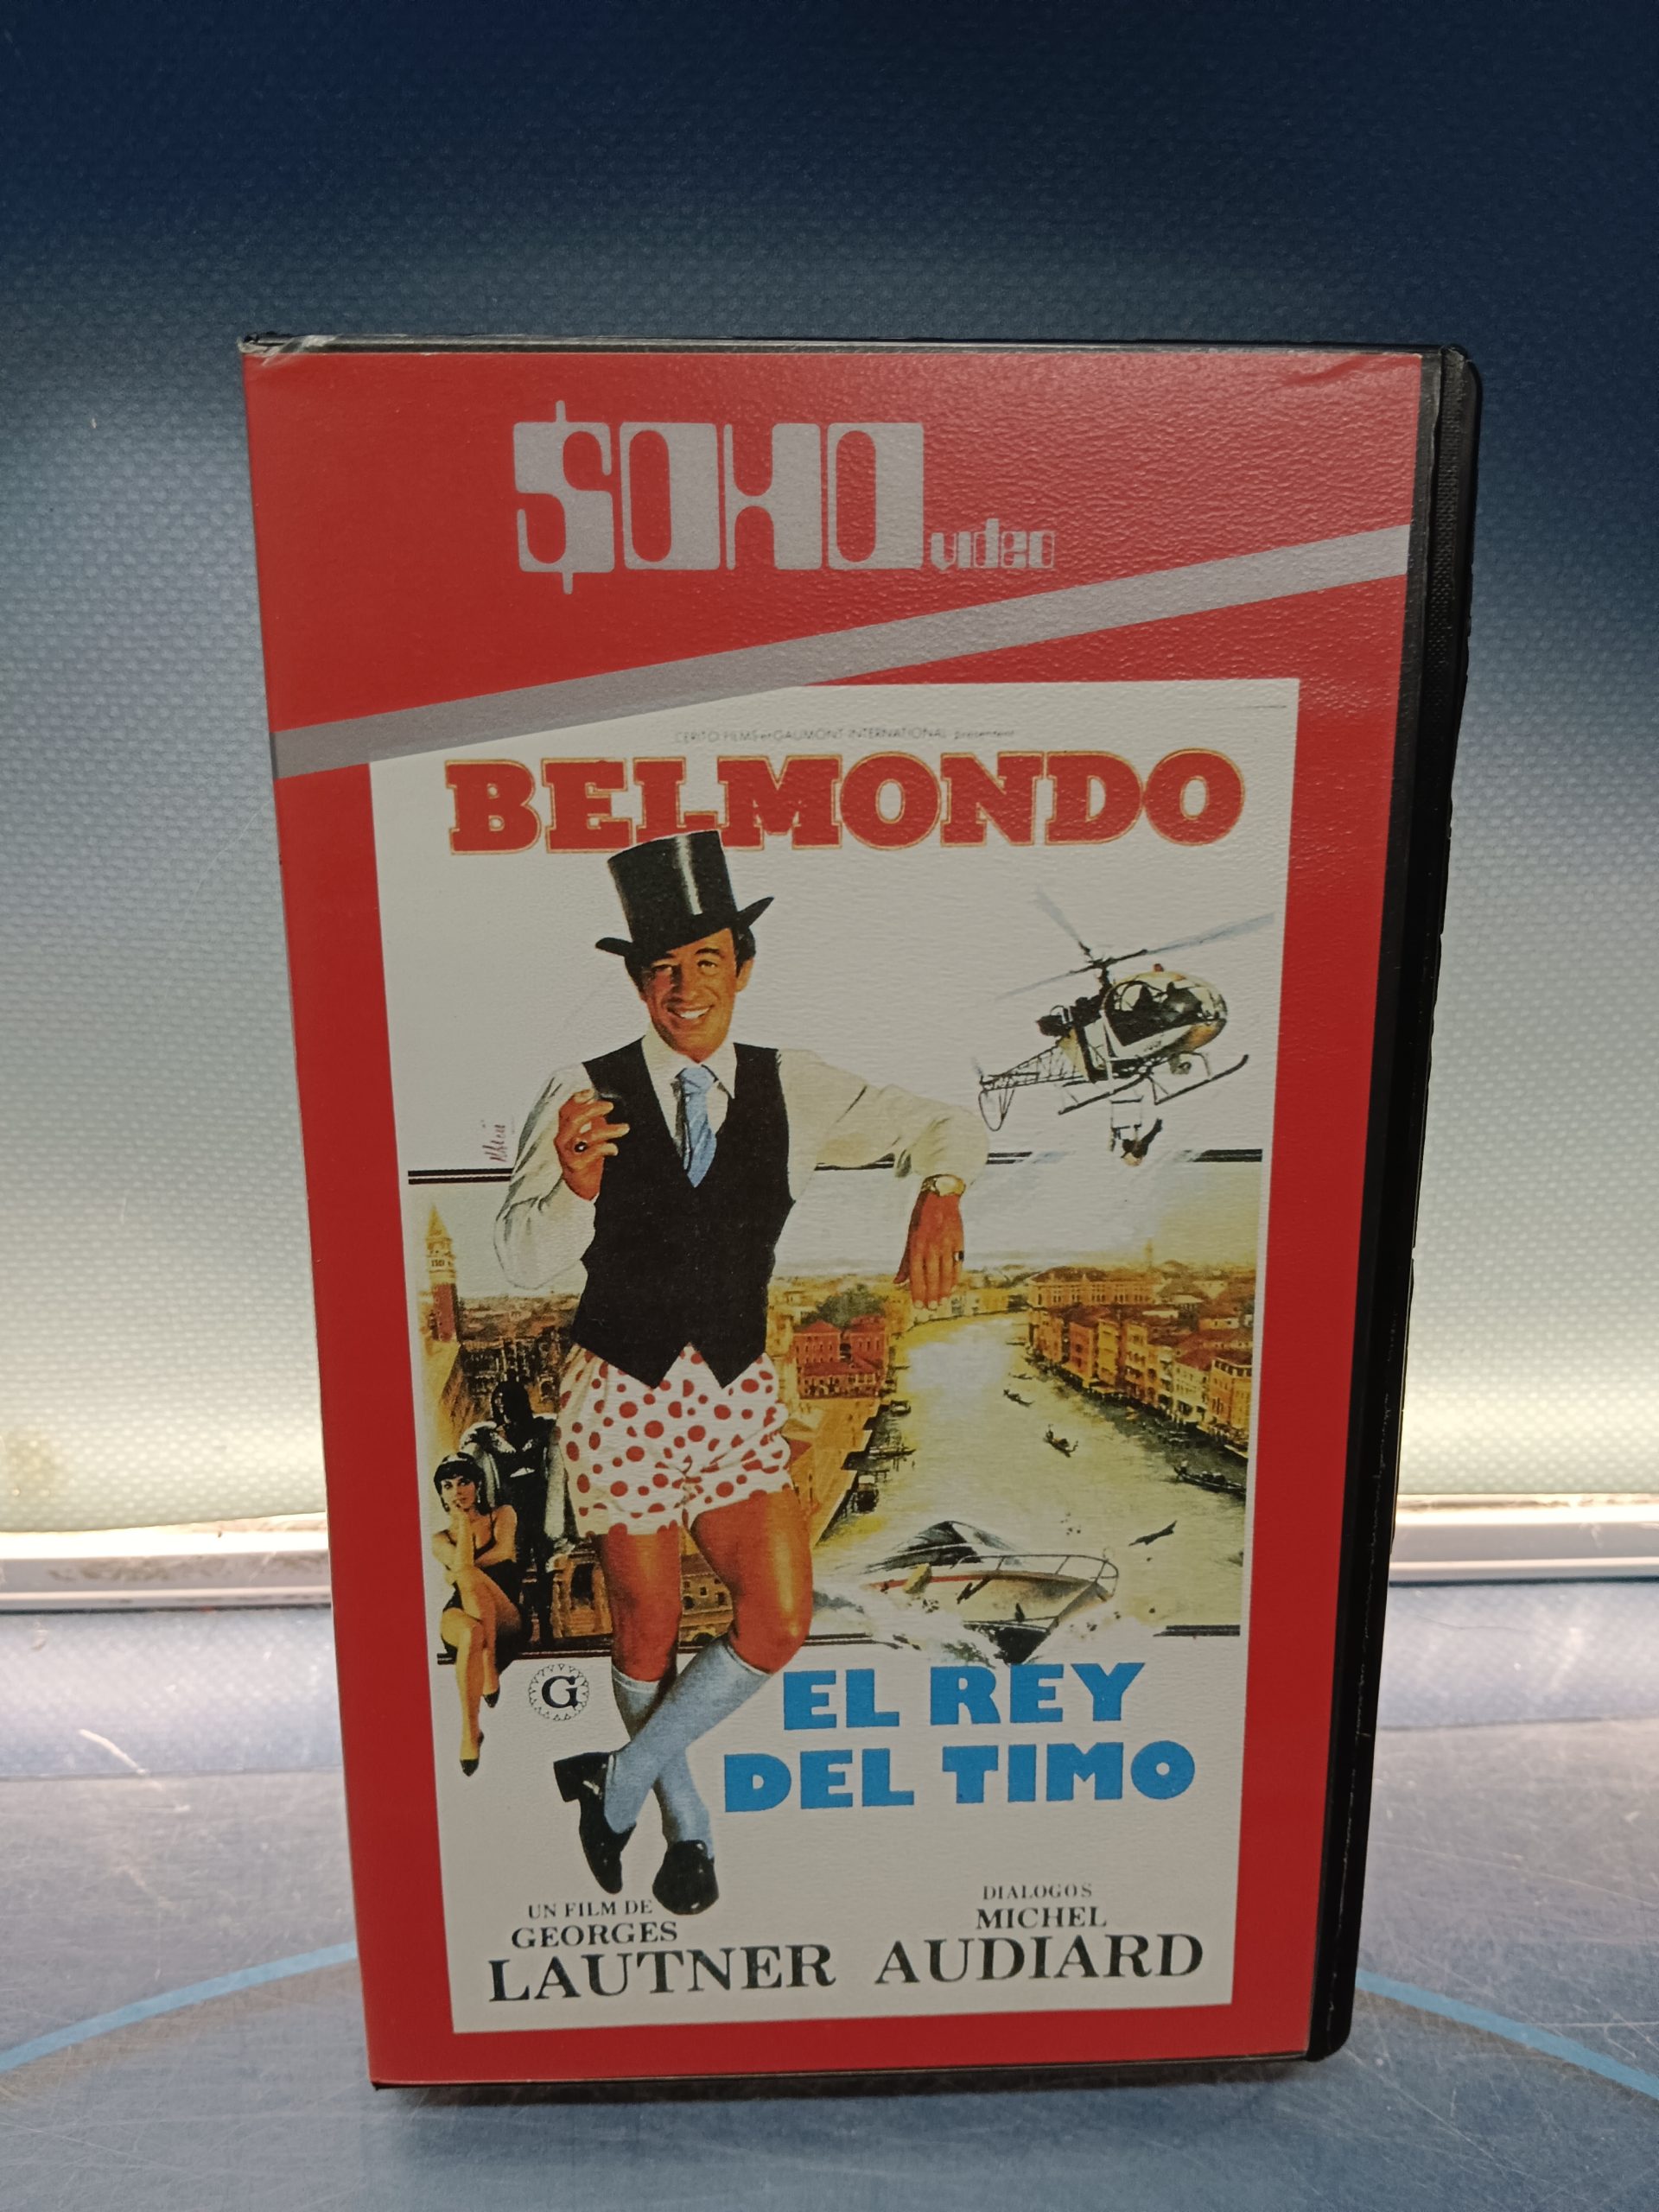 SOHO video
CERITO FILMS et GAUMONT INTERNATIONAL présentent
BELMONDO
G
EL REY
DEL TIMO
UN FILM DE
GEORGES
LAUTNER
DIALOGOS
MICHEL
AUDIARD